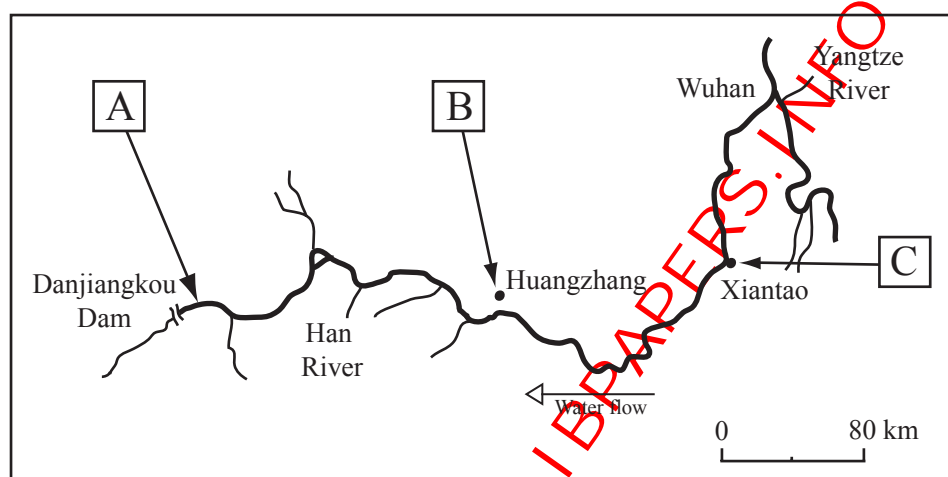 A
B
Wuhan
Yangtze
River
Danjiangkou
Dam
Huangzhang
Xiantao
C
Han
River
Water flow
0 80 km
IBPAPERS.INFO